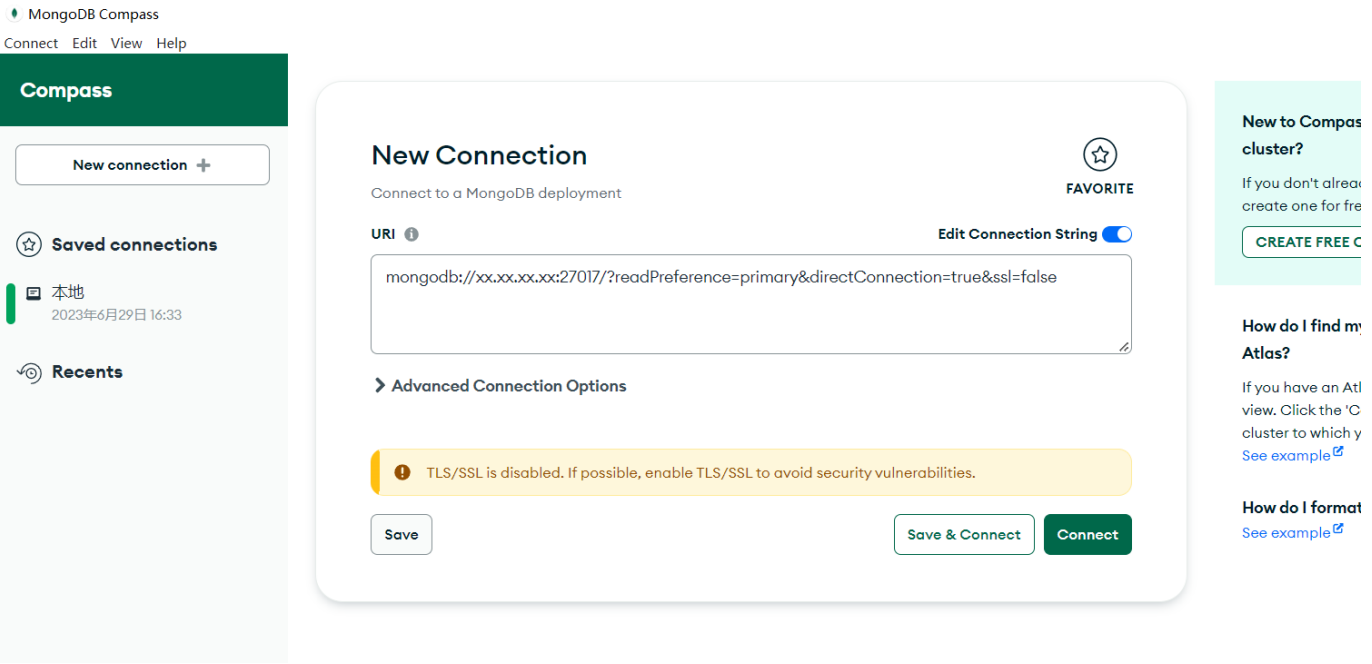 MongoDB Compass
Connect Edit View Help
Compass
New connection
Saved connections
本地
2023年6月29日 16:33
Recents
New Connection
Connect to a MongoDB deployment
FAVORITE
URI
Edit Connection String
mongodb://xx.xx.xx.xx:27017/?readPreference=primary&directConnection=true&ssl=false
Advanced Connection Options
TLS/SSL is disabled. If possible, enable TLS/SSL to avoid security vulnerabilities.
Save
Save & Connect
Connect
New to Compas
cluster?
If you don't alrea
create one for fre
CREATE FREE C
How do I find my
Atlas?
If you have an Atl
view. Click the 'C
cluster to which y
See example
How do I format
See example